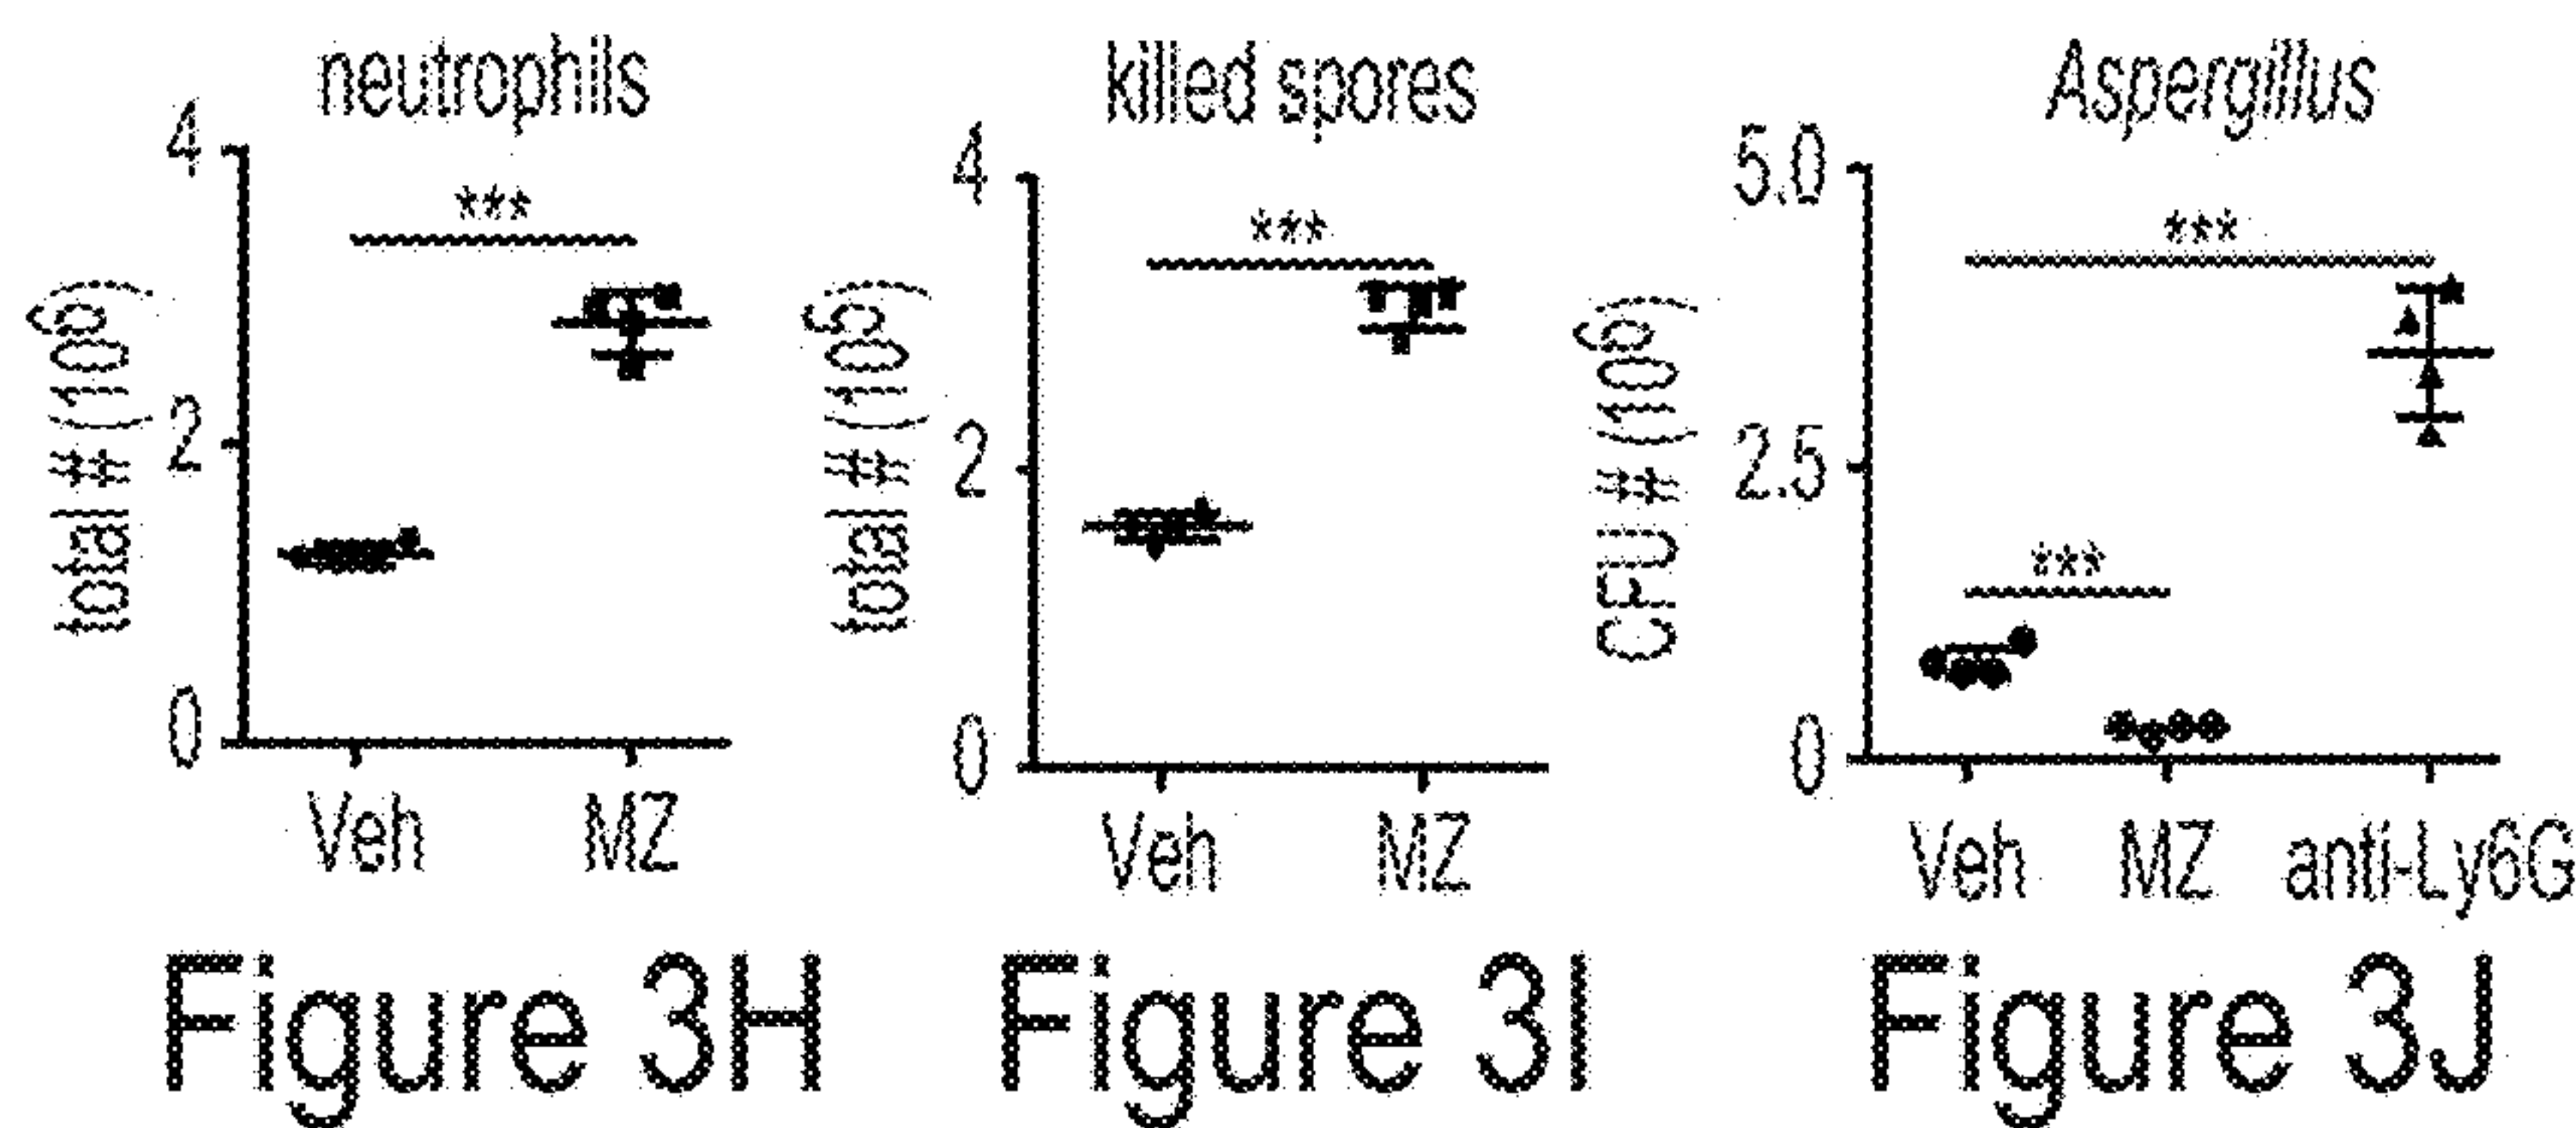 neutrophils
4
***
total # (10⁶)
2
0
Veh MZ
Figure 3H
killed spores
4
***
total # (10⁵)
2
0
Veh MZ
Figure 3I
Aspergillus
5.0
***
CFU # (10⁶)
2.5
***
0
Veh MZ anti-Ly6G
Figure 3J